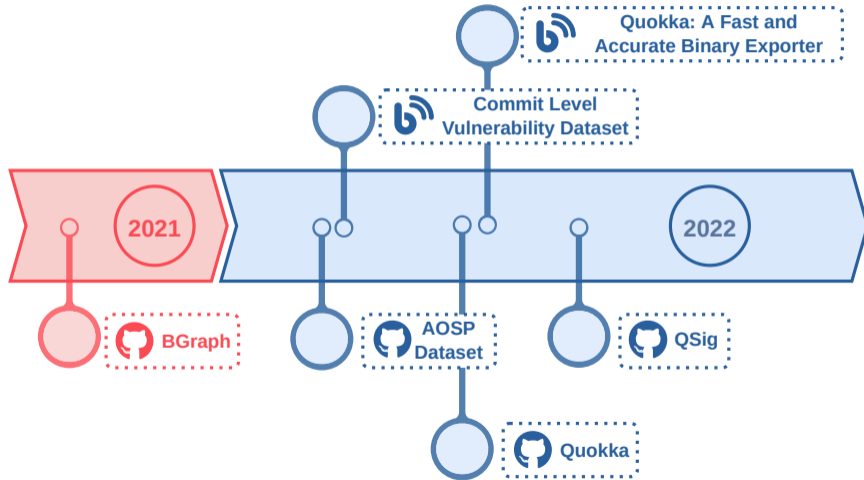 Quokka: A Fast and
Accurate Binary Exporter
Commit Level
Vulnerability Dataset
2021
2022
BGraph
AOSP
Dataset
QSig
Quokka